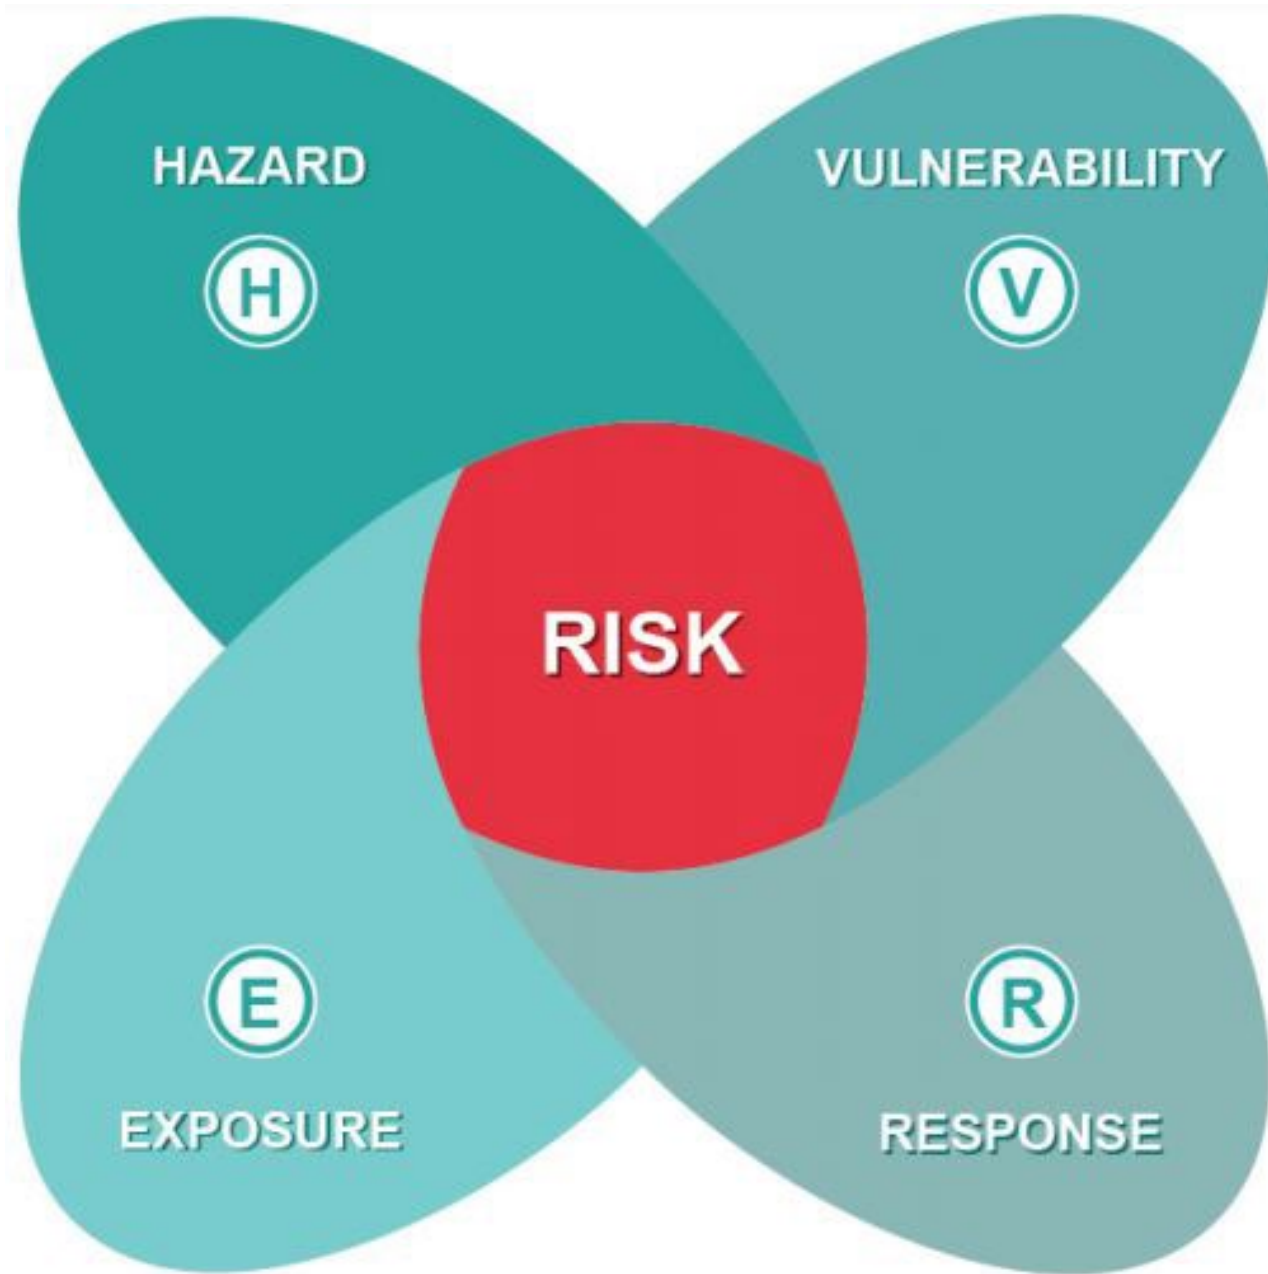 HAZARD
H
VULNERABILITY
V
RISK
E
EXPOSURE
R
RESPONSE